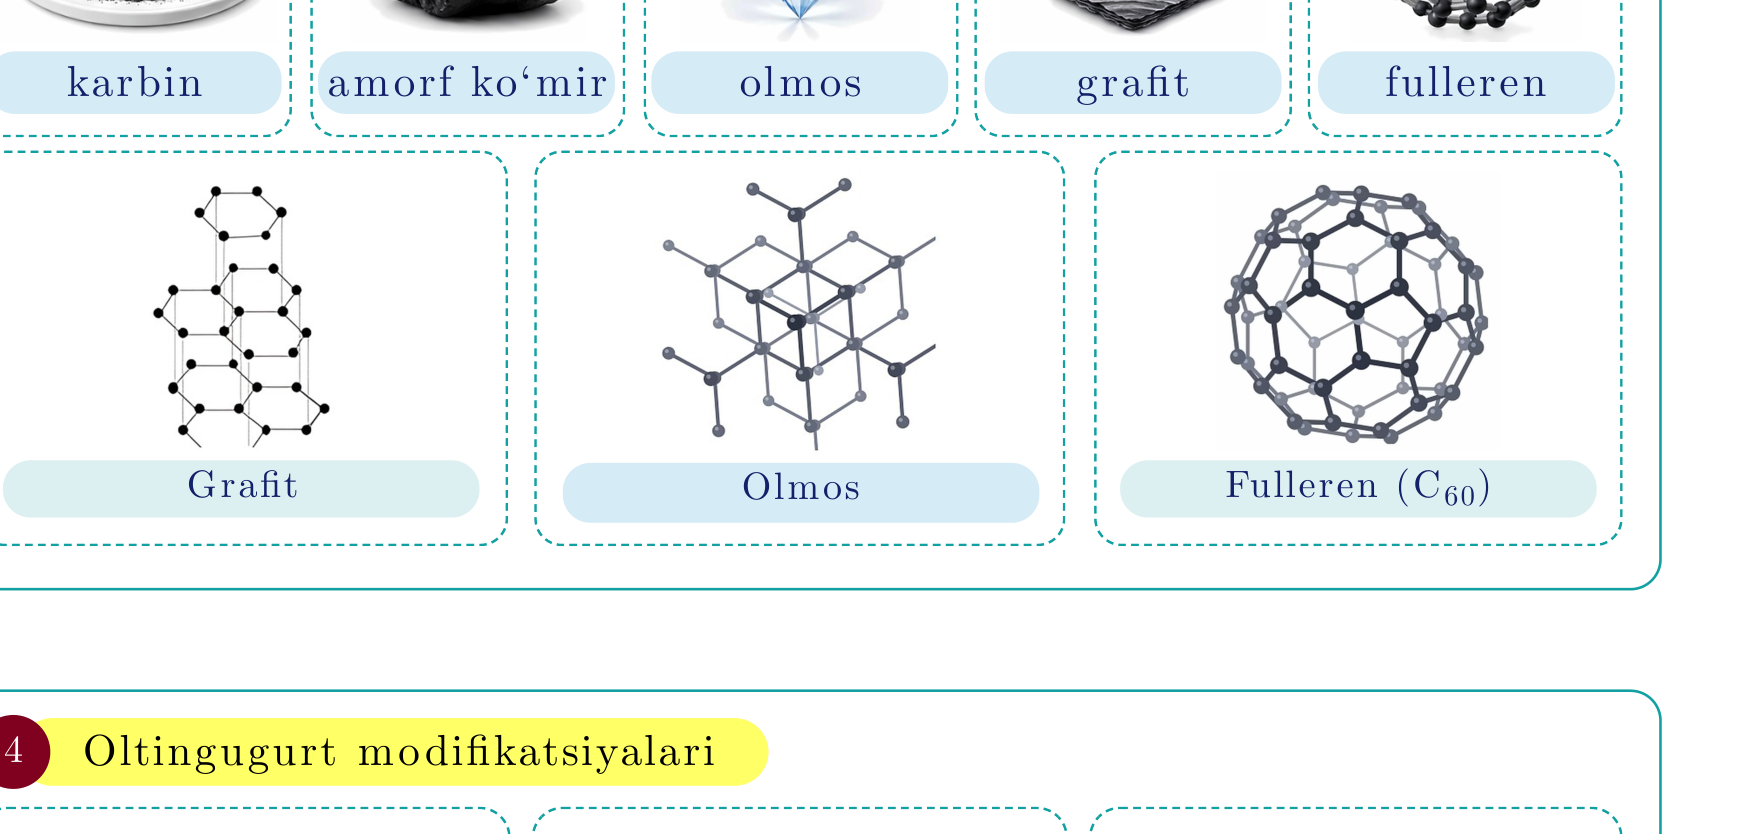 karbin
amorf ko‘mir
olmos
grafit
fulleren
Grafit
Olmos
Fulleren (C₆₀)
4
Oltingugurt modifikatsiyalari